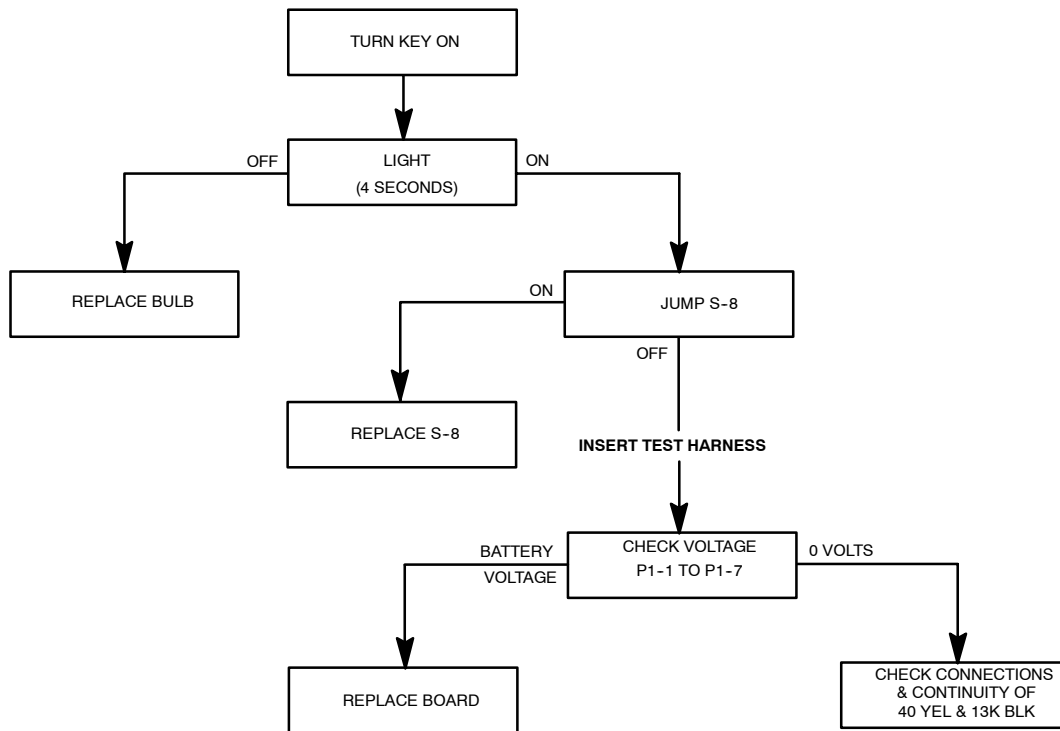 TURN KEY ON
OFF
LIGHT
(4 SECONDS)
ON
REPLACE BULB
ON
JUMP S-8
OFF
REPLACE S-8
INSERT TEST HARNESS
BATTERY
VOLTAGE
CHECK VOLTAGE
P1-1 TO P1-7
0 VOLTS
REPLACE BOARD
CHECK CONNECTIONS
& CONTINUITY OF
40 YEL & 13K BLK